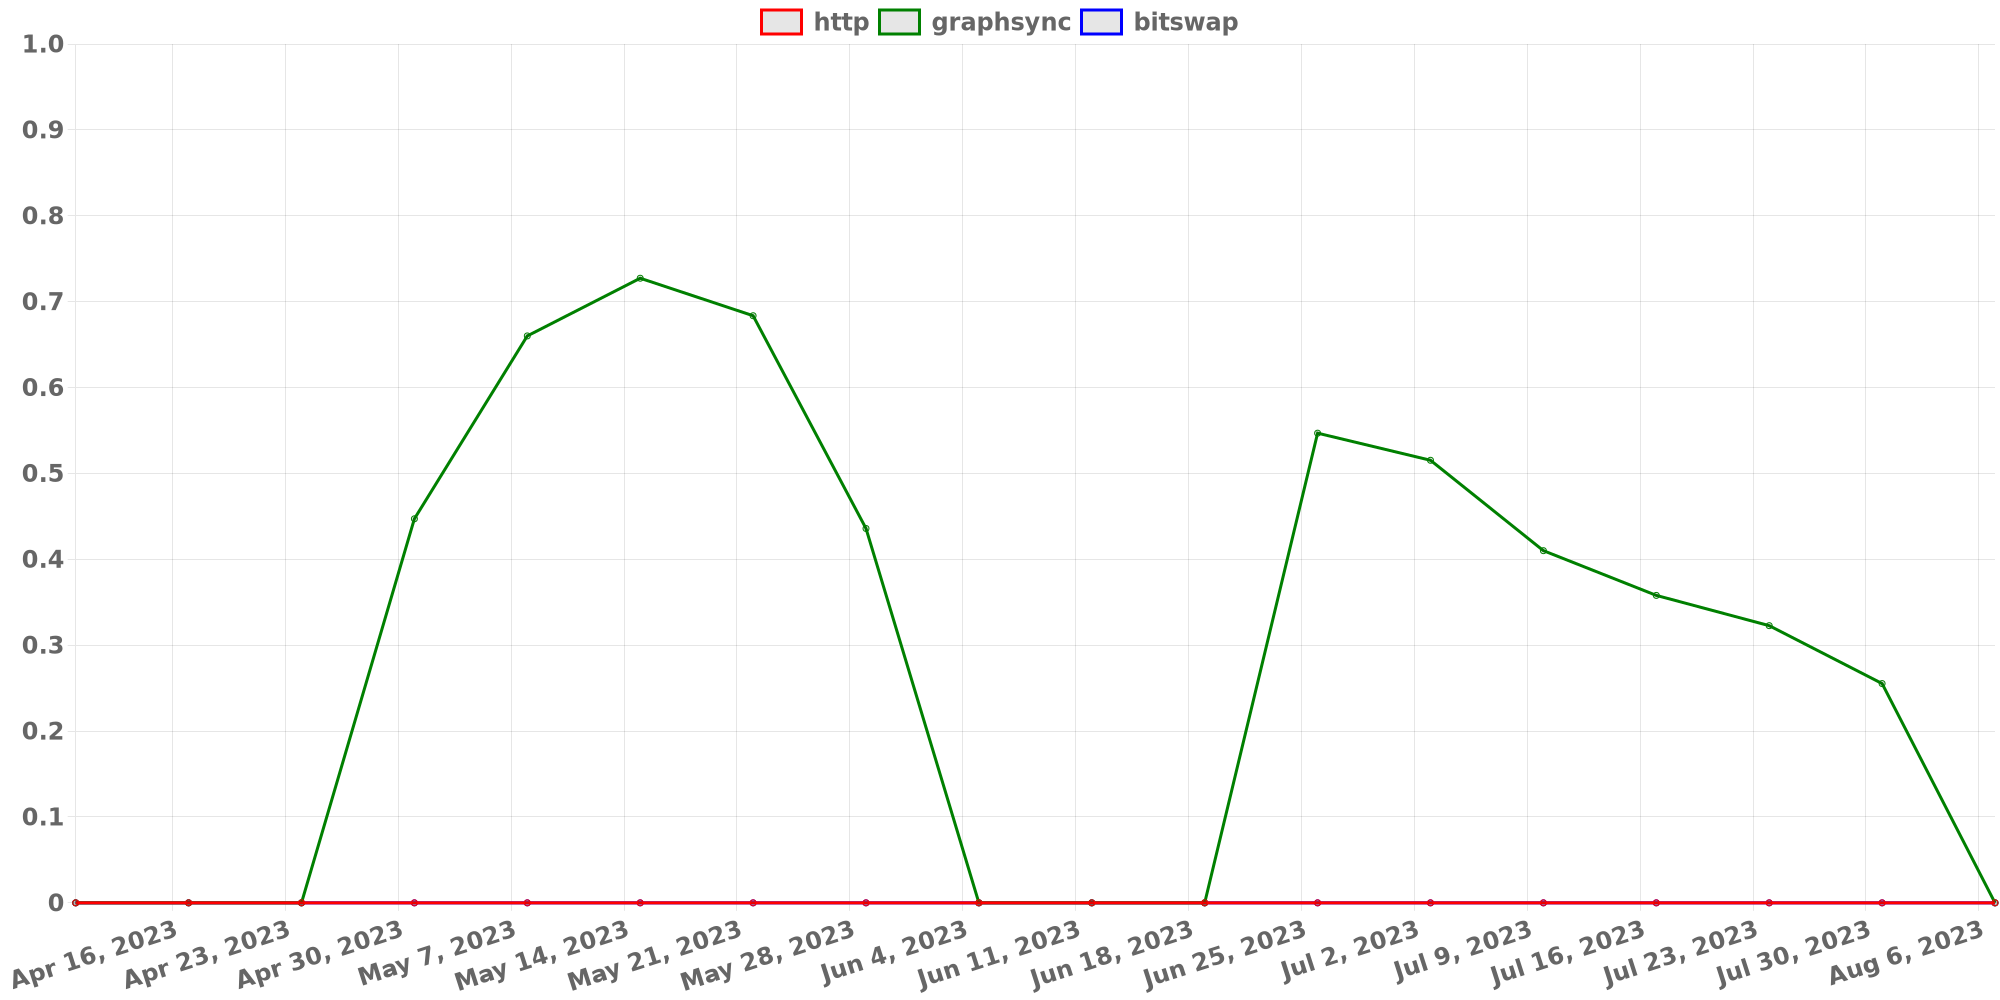 http graphsync bitswap
1.0
0.9
0.8
0.7
0.6
0.5
0.4
0.3
0.2
0.1
0
Apr 16, 2023
Apr 23, 2023
Apr 30, 2023
May 7, 2023
May 14, 2023
May 21, 2023
May 28, 2023
Jun 4, 2023
Jun 11, 2023
Jun 18, 2023
Jun 25, 2023
Jul 2, 2023
Jul 9, 2023
Jul 16, 2023
Jul 23, 2023
Jul 30, 2023
Aug 6, 2023